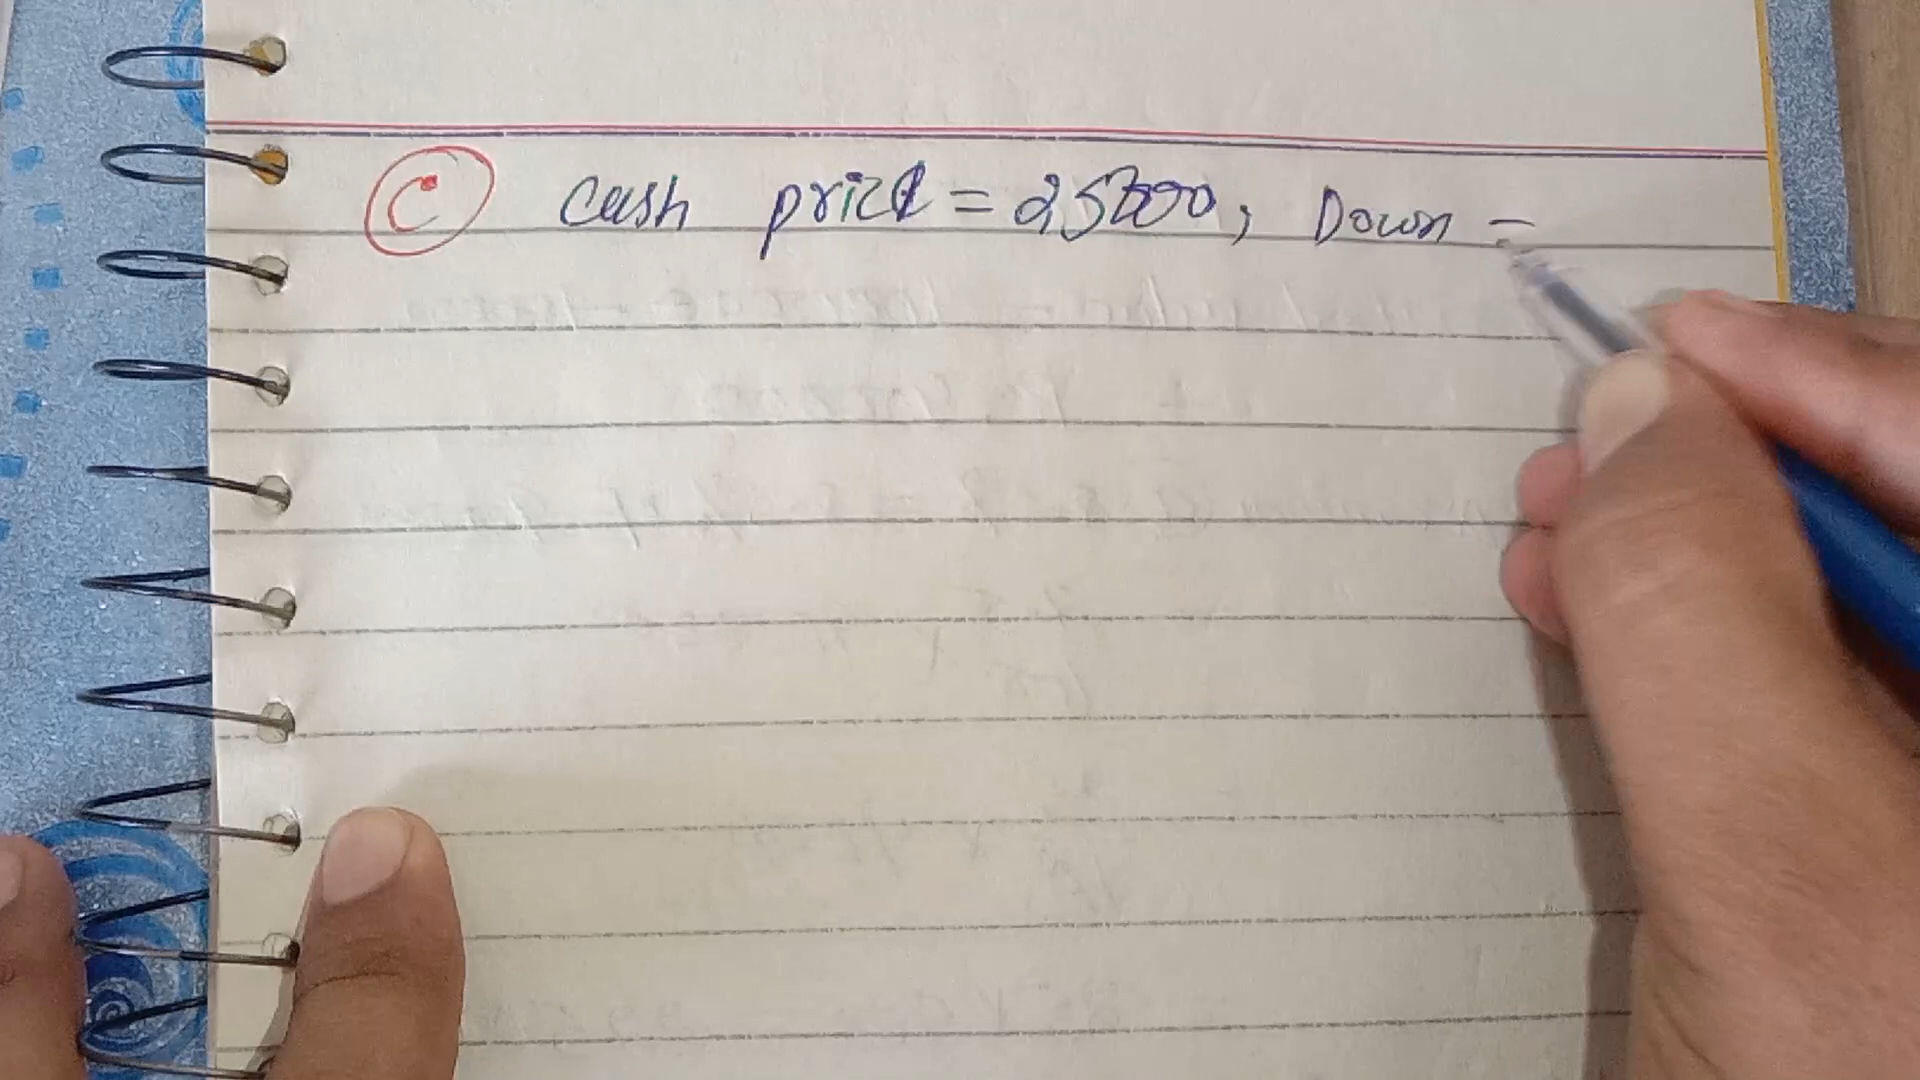 C Cash price = 25000, Down =